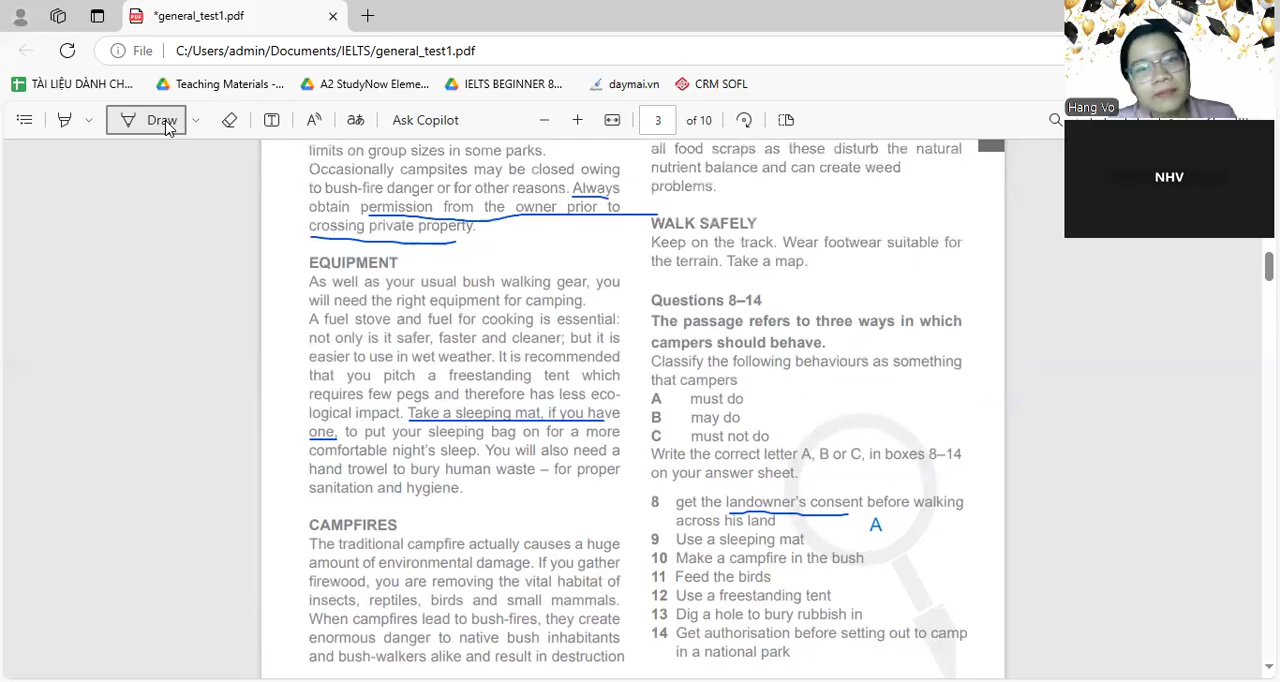 *general_test1.pdf
File
C:/Users/admin/Documents/IELTS/general_test1.pdf
TÀI LIỆU DÀNH CH...
Teaching Materials -...
A2 StudyNow Eleme...
IELTS BEGINNER 8...
daymai.vn
CRM SOFL
Draw
Ask Copilot
3 of 10
Hang Vo
NHV
limits on group sizes in some parks.
Occasionally campsites may be closed owing
to bush-fire danger or for other reasons. Always
obtain permission from the owner prior to
crossing private property.
EQUIPMENT
As well as your usual bush walking gear, you
will need the right equipment for camping.
A fuel stove and fuel for cooking is essential:
not only is it safer, faster and cleaner; but it is
easier to use in wet weather. It is recommended
that you pitch a freestanding tent which
requires few pegs and therefore has less eco-
logical impact. Take a sleeping mat, if you have
one, to put your sleeping bag on for a more
comfortable night's sleep. You will also need a
hand trowel to bury human waste – for proper
sanitation and hygiene.
CAMPFIRES
The traditional campfire actually causes a huge
amount of environmental damage. If you gather
firewood, you are removing the vital habitat of
insects, reptiles, birds and small mammals.
When campfires lead to bush-fires, they create
enormous danger to native bush inhabitants
and bush-walkers alike and result in destruction
all food scraps as these disturb the natural
nutrient balance and can create weed
problems.
WALK SAFELY
Keep on the track. Wear footwear suitable for
the terrain. Take a map.
Questions 8–14
The passage refers to three ways in which
campers should behave.
Classify the following behaviours as something
that campers
A must do
B may do
C must not do
Write the correct letter A, B or C, in boxes 8–14
on your answer sheet.
8 get the landowner's consent before walking
across his land
A
9 Use a sleeping mat
10 Make a campfire in the bush
11 Feed the birds
12 Use a freestanding tent
13 Dig a hole to bury rubbish in
14 Get authorisation before setting out to camp
in a national park